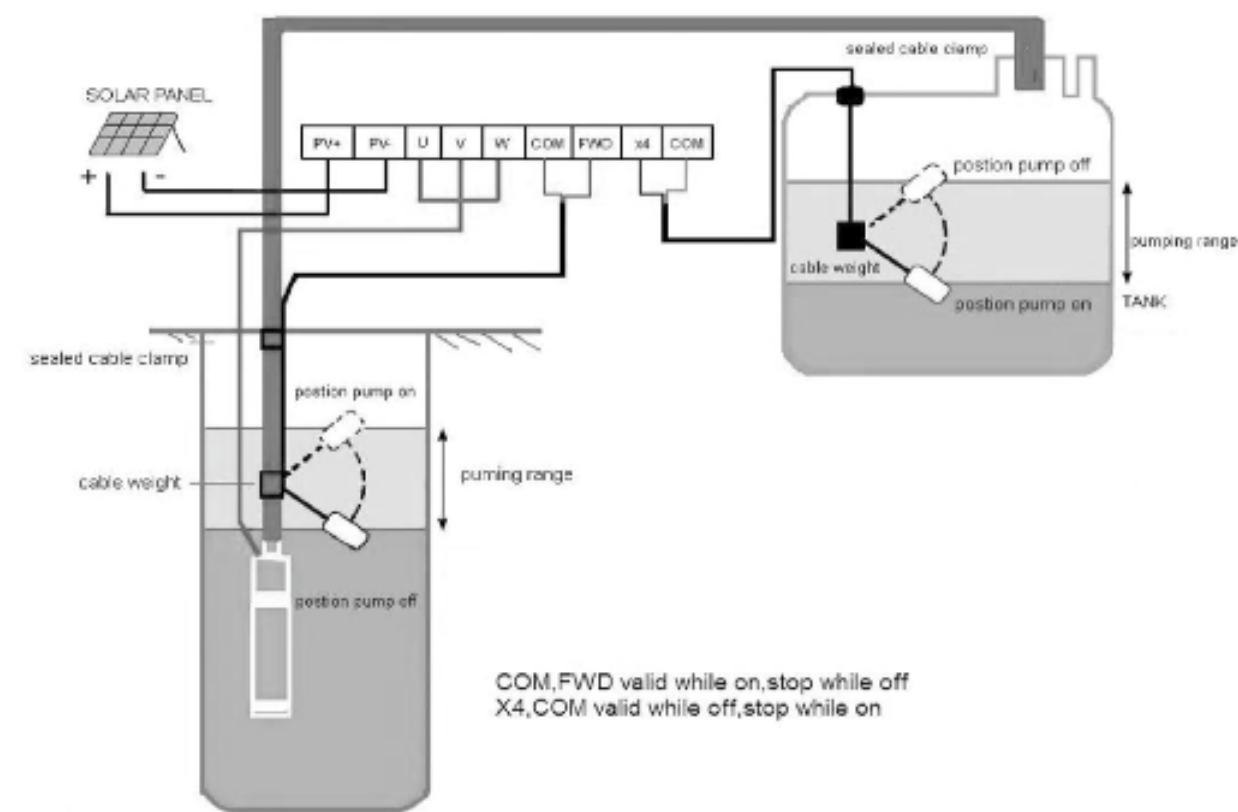 sealed cable clamp
SOLAR PANEL
+ -
PV+ PV- U V W COM FWD x4 COM
postion pump off
pumping range
cable weight
postion pump on
TANK
sealed cable clamp
postion pump on
cable weight
puming range
postion pump off
COM,FWD valid while on,stop while off
X4,COM valid while off,stop while on